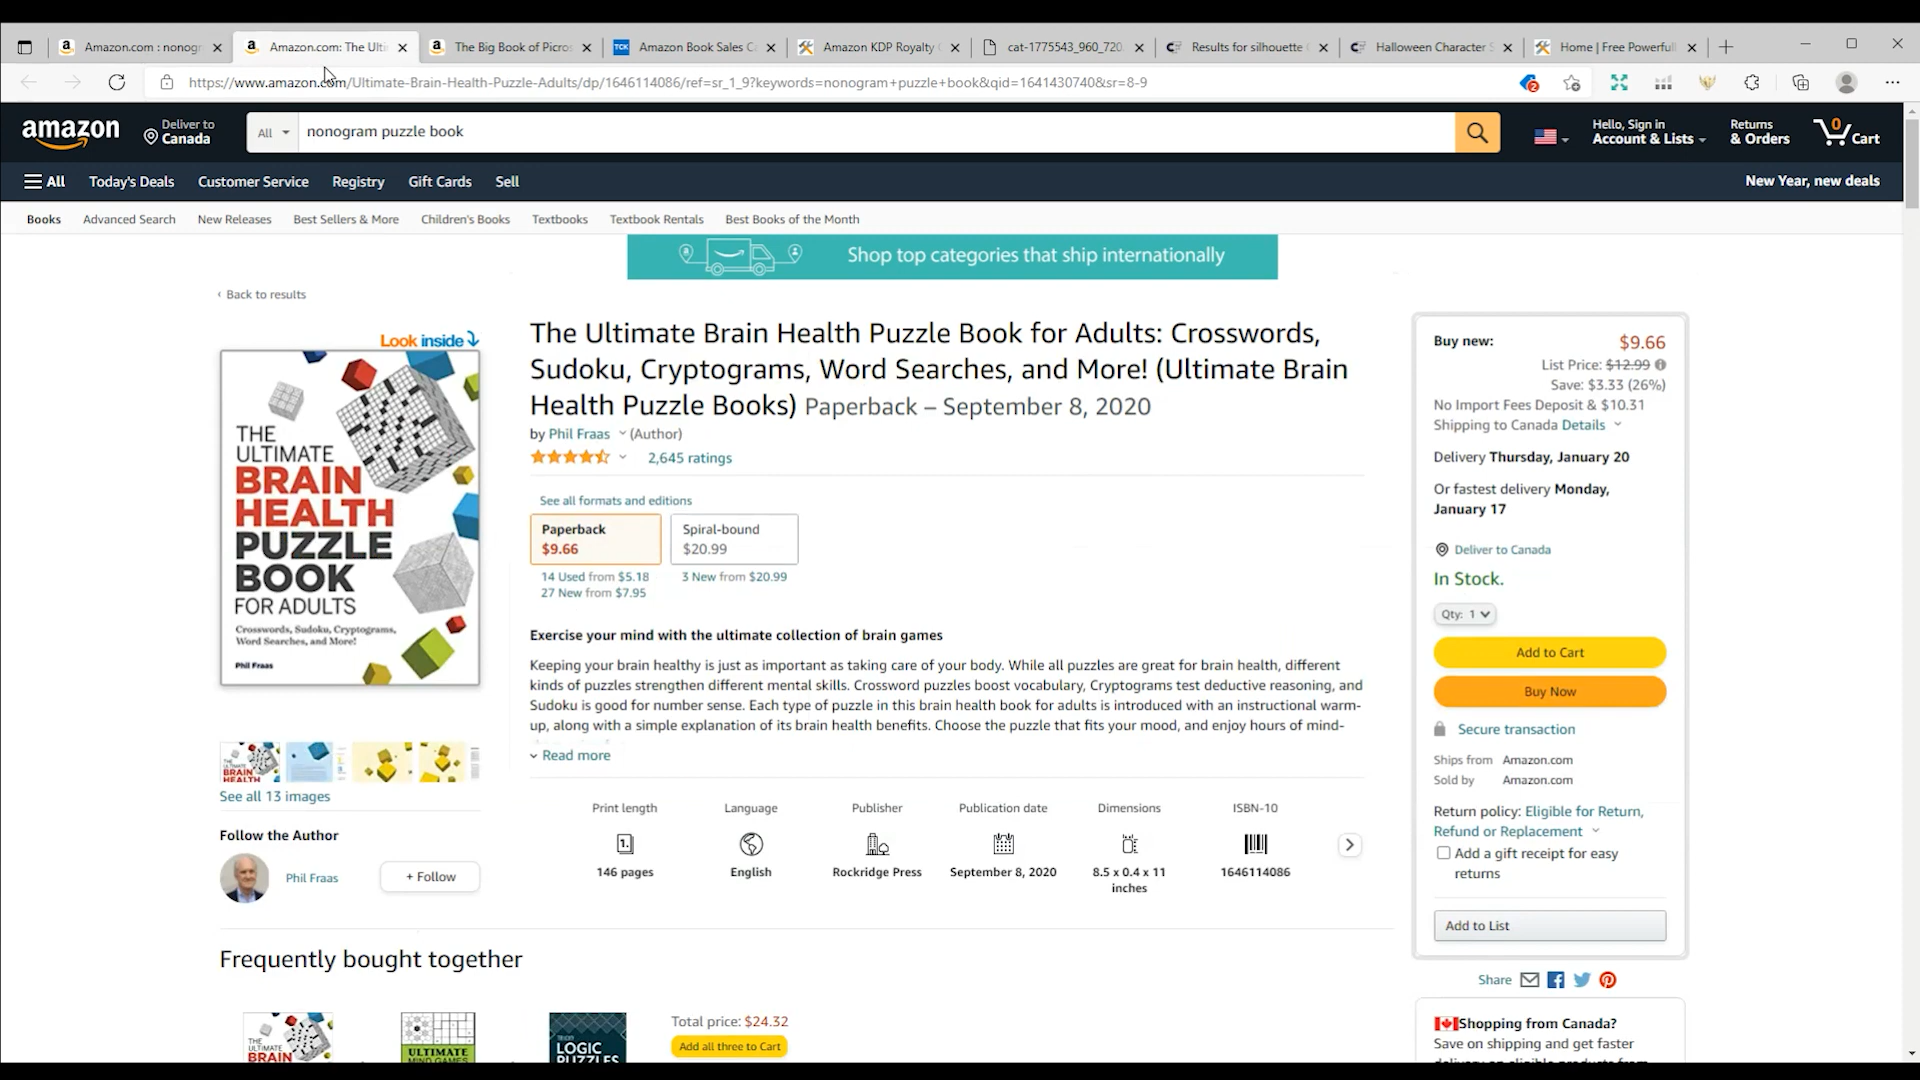 Amazon.com : nonogr
Amazon.com: The Ulti
The Big Book of Picros
TCK
Amazon Book Sales C
Amazon KDP Royalty
cat-1775543_960_720.
Results for silhouette
Halloween Character S
Home | Free Powerfull
https://www.amazon.com/Ultimate-Brain-Health-Puzzle-Adults/dp/1646114086/ref=sr_1_9?keywords=nonogram+puzzle+book&qid=1641430740&sr=8-9
2
amazon
Deliver to
Canada
All
nonogram puzzle book
Hello, Sign in
Account & Lists
Returns
& Orders
0
Cart
All
Today's Deals
Customer Service
Registry
Gift Cards
Sell
New Year, new deals
Books
Advanced Search
New Releases
Best Sellers & More
Children's Books
Textbooks
Textbook Rentals
Best Books of the Month
Shop top categories that ship internationally
‹ Back to results
Look inside
THE
ULTIMATE
BRAIN
HEALTH
PUZZLE
BOOK
FOR ADULTS
Crosswords, Sudoku, Cryptograms,
Word Searches, and More!
Phil Fraas
See all 13 images
Follow the Author
Phil Fraas
+ Follow
The Ultimate Brain Health Puzzle Book for Adults: Crosswords,
Sudoku, Cryptograms, Word Searches, and More! (Ultimate Brain
Health Puzzle Books) Paperback – September 8, 2020
by Phil Fraas (Author)
2,645 ratings
See all formats and editions
Paperback
$9.66
Spiral-bound
$20.99
14 Used from $5.18
27 New from $7.95
3 New from $20.99
Exercise your mind with the ultimate collection of brain games
Keeping your brain healthy is just as important as taking care of your body. While all puzzles are great for brain health, different
kinds of puzzles strengthen different mental skills. Crossword puzzles boost vocabulary, Cryptograms test deductive reasoning, and
Sudoku is good for number sense. Each type of puzzle in this brain health book for adults is introduced with an instructional warm-
up, along with a simple explanation of its brain health benefits. Choose the puzzle that fits your mood, and enjoy hours of mind-
Read more
Print length
146 pages
Language
English
Publisher
Rockridge Press
Publication date
September 8, 2020
Dimensions
8.5 x 0.4 x 11
inches
ISBN-10
1646114086
Buy new:
$9.66
List Price: $12.99
Save: $3.33 (26%)
No Import Fees Deposit & $10.31
Shipping to Canada Details
Delivery Thursday, January 20
Or fastest delivery Monday,
January 17
Deliver to Canada
In Stock.
Qty: 1
Add to Cart
Buy Now
Secure transaction
Ships from Amazon.com
Sold by Amazon.com
Return policy: Eligible for Return,
Refund or Replacement
Add a gift receipt for easy
returns
Add to List
Share
Shopping from Canada?
Save on shipping and get faster
Frequently bought together
THE
ULTIMATE
BRAIN
ULTIMATE
LOGIC
PUZZLES
Total price: $24.32
Add all three to Cart